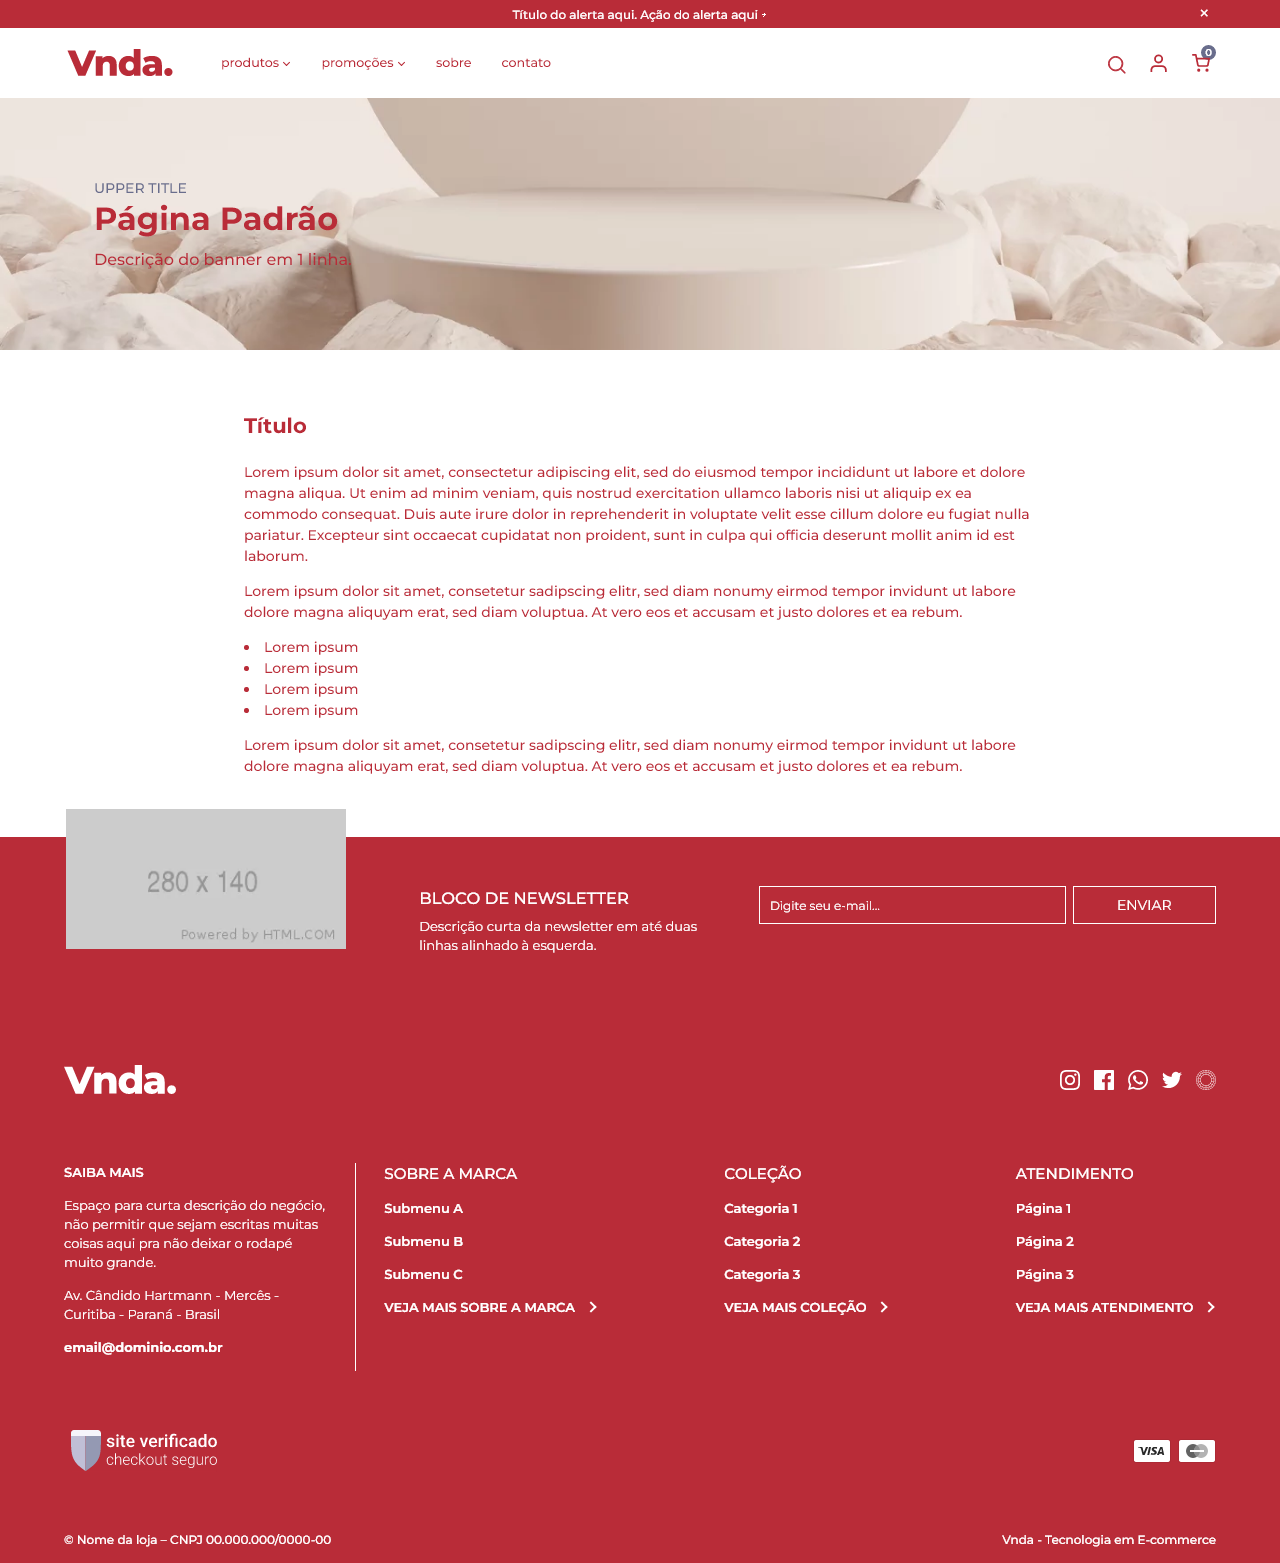 Título do alerta aqui. Ação do alerta aqui
Vnda.
produtos
promoções
sobre
contato
0
UPPER TITLE
Página Padrão
Descrição do banner em 1 linha.
Título
Lorem ipsum dolor sit amet, consectetur adipiscing elit, sed do eiusmod tempor incididunt ut labore et dolore
magna aliqua. Ut enim ad minim veniam, quis nostrud exercitation ullamco laboris nisi ut aliquip ex ea
commodo consequat. Duis aute irure dolor in reprehenderit in voluptate velit esse cillum dolore eu fugiat nulla
pariatur. Excepteur sint occaecat cupidatat non proident, sunt in culpa qui officia deserunt mollit anim id est
laborum.
Lorem ipsum dolor sit amet, consetetur sadipscing elitr, sed diam nonumy eirmod tempor invidunt ut labore
dolore magna aliquyam erat, sed diam voluptua. At vero eos et accusam et justo dolores et ea rebum.
• Lorem ipsum
• Lorem ipsum
• Lorem ipsum
• Lorem ipsum
Lorem ipsum dolor sit amet, consetetur sadipscing elitr, sed diam nonumy eirmod tempor invidunt ut labore
dolore magna aliquyam erat, sed diam voluptua. At vero eos et accusam et justo dolores et ea rebum.
280 x 140
Powered by HTML.COM
BLOCO DE NEWSLETTER
Descrição curta da newsletter em até duas
linhas alinhado à esquerda.
Digite seu e-mail...
ENVIAR
Vnda.
SAIBA MAIS
Espaço para curta descrição do negócio,
não permitir que sejam escritas muitas
coisas aqui pra não deixar o rodapé
muito grande.
Av. Cândido Hartmann - Mercês -
Curitiba - Paraná - Brasil
email@dominio.com.br
SOBRE A MARCA
Submenu A
Submenu B
Submenu C
VEJA MAIS SOBRE A MARCA
COLEÇÃO
Categoria 1
Categoria 2
Categoria 3
VEJA MAIS COLEÇÃO
ATENDIMENTO
Página 1
Página 2
Página 3
VEJA MAIS ATENDIMENTO
site verificado
checkout seguro
VISA
© Nome da loja – CNPJ 00.000.000/0000-00
Vnda - Tecnologia em E-commerce